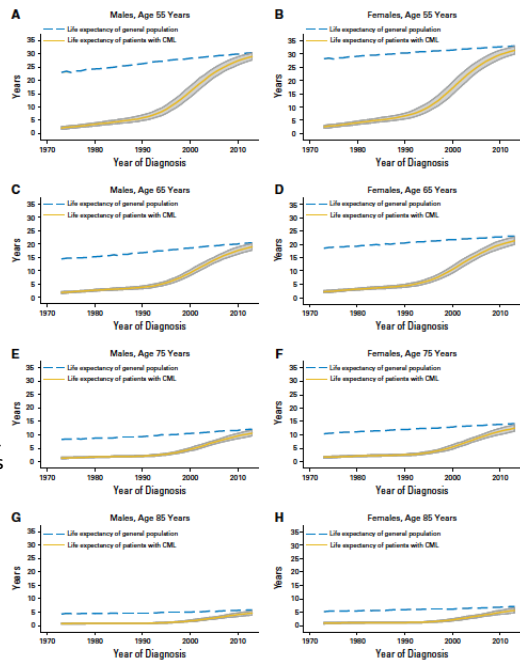 A Males, Age 55 Years
Life expectancy of general population
Life expectancy of patients with CML
35
30
25
20
15
10
5
0
Years
1970 1980 1990 2000 2010
Year of Diagnosis
B Females, Age 55 Years
Life expectancy of general population
Life expectancy of patients with CML
35
30
25
20
15
10
5
0
Years
1970 1980 1990 2000 2010
Year of Diagnosis
C Males, Age 65 Years
Life expectancy of general population
Life expectancy of patients with CML
35
30
25
20
15
10
5
0
Years
1970 1980 1990 2000 2010
Year of Diagnosis
D Females, Age 65 Years
Life expectancy of general population
Life expectancy of patients with CML
35
30
25
20
15
10
5
0
Years
1970 1980 1990 2000 2010
Year of Diagnosis
E Males, Age 75 Years
Life expectancy of general population
Life expectancy of patients with CML
35
30
25
20
15
10
5
0
Years
1970 1980 1990 2000 2010
Year of Diagnosis
F Females, Age 75 Years
Life expectancy of general population
Life expectancy of patients with CML
35
30
25
20
15
10
5
0
Years
1970 1980 1990 2000 2010
Year of Diagnosis
G Males, Age 85 Years
Life expectancy of general population
Life expectancy of patients with CML
35
30
25
20
15
10
5
0
Years
1970 1980 1990 2000 2010
Year of Diagnosis
H Females, Age 85 Years
Life expectancy of general population
Life expectancy of patients with CML
35
30
25
20
15
10
5
0
Years
1970 1980 1990 2000 2010
Year of Diagnosis